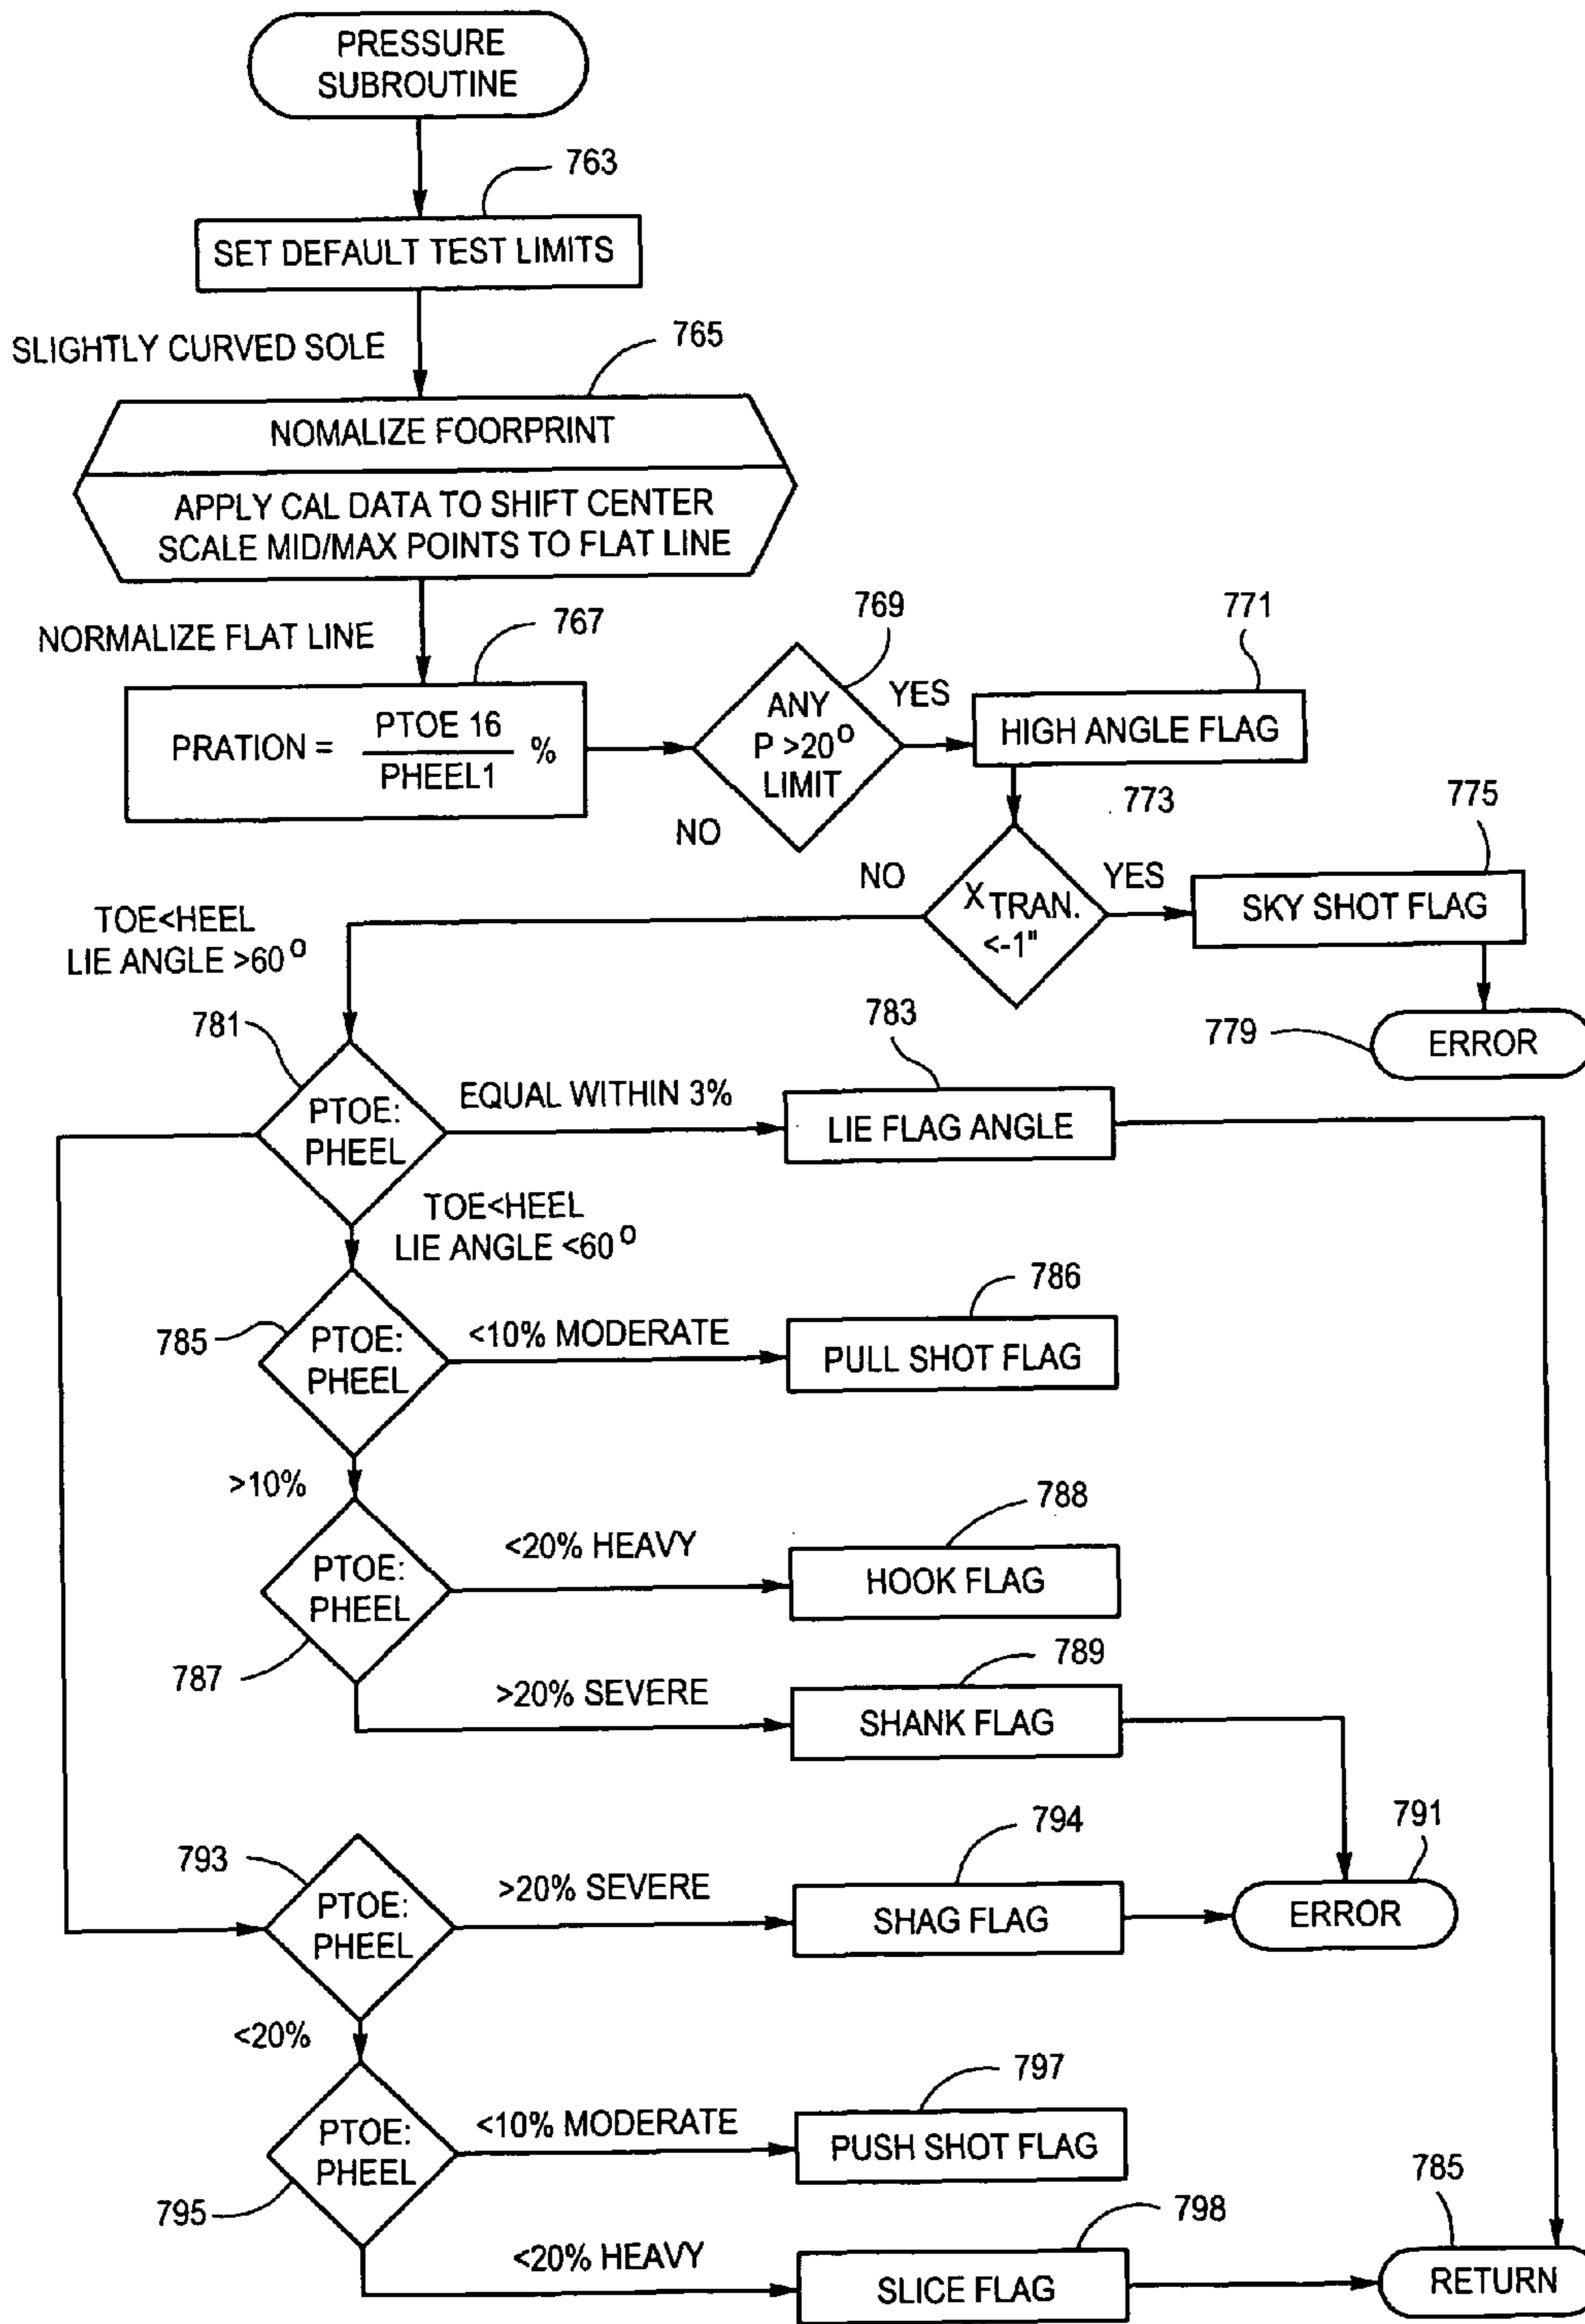 PRESSURE
SUBROUTINE
763
SET DEFAULT TEST LIMITS
SLIGHTLY CURVED SOLE
765
NOMALIZE FOORPRINT
APPLY CAL DATA TO SHIFT CENTER
SCALE MID/MAX POINTS TO FLAT LINE
NORMALIZE FLAT LINE
767
PRATION = PTOE 16 / PHEEL1 %
769
ANY
P >20°
LIMIT
YES
NO
771
HIGH ANGLE FLAG
773
X TRAN.
<-1"
NO
YES
775
SKY SHOT FLAG
779
ERROR
TOE<HEEL
LIE ANGLE >60°
781
PTOE:
PHEEL
EQUAL WITHIN 3%
783
LIE FLAG ANGLE
TOE<HEEL
LIE ANGLE <60°
785
PTOE:
PHEEL
<10% MODERATE
786
PULL SHOT FLAG
>10%
787
PTOE:
PHEEL
<20% HEAVY
788
HOOK FLAG
>20% SEVERE
789
SHANK FLAG
791
ERROR
793
PTOE:
PHEEL
>20% SEVERE
794
SHAG FLAG
<20%
795
PTOE:
PHEEL
<10% MODERATE
797
PUSH SHOT FLAG
<20% HEAVY
798
SLICE FLAG
785
RETURN